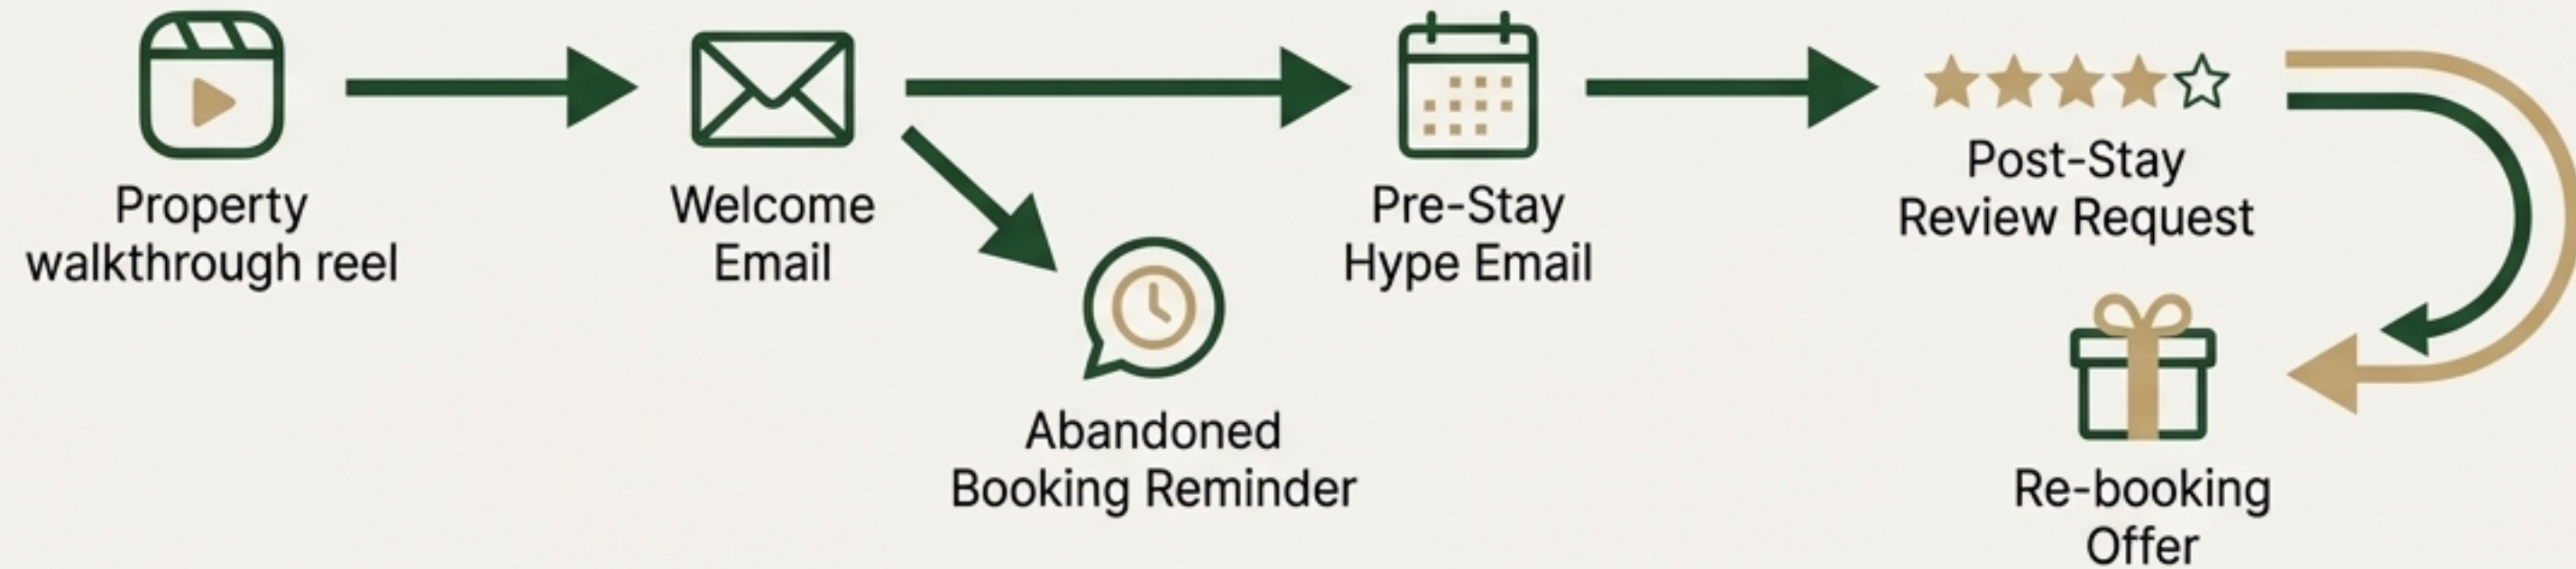 Property
walkthrough reel
Welcome
Email
Abandoned
Booking Reminder
Pre-Stay
Hype Email
Post-Stay
Review Request
Re-booking
Offer